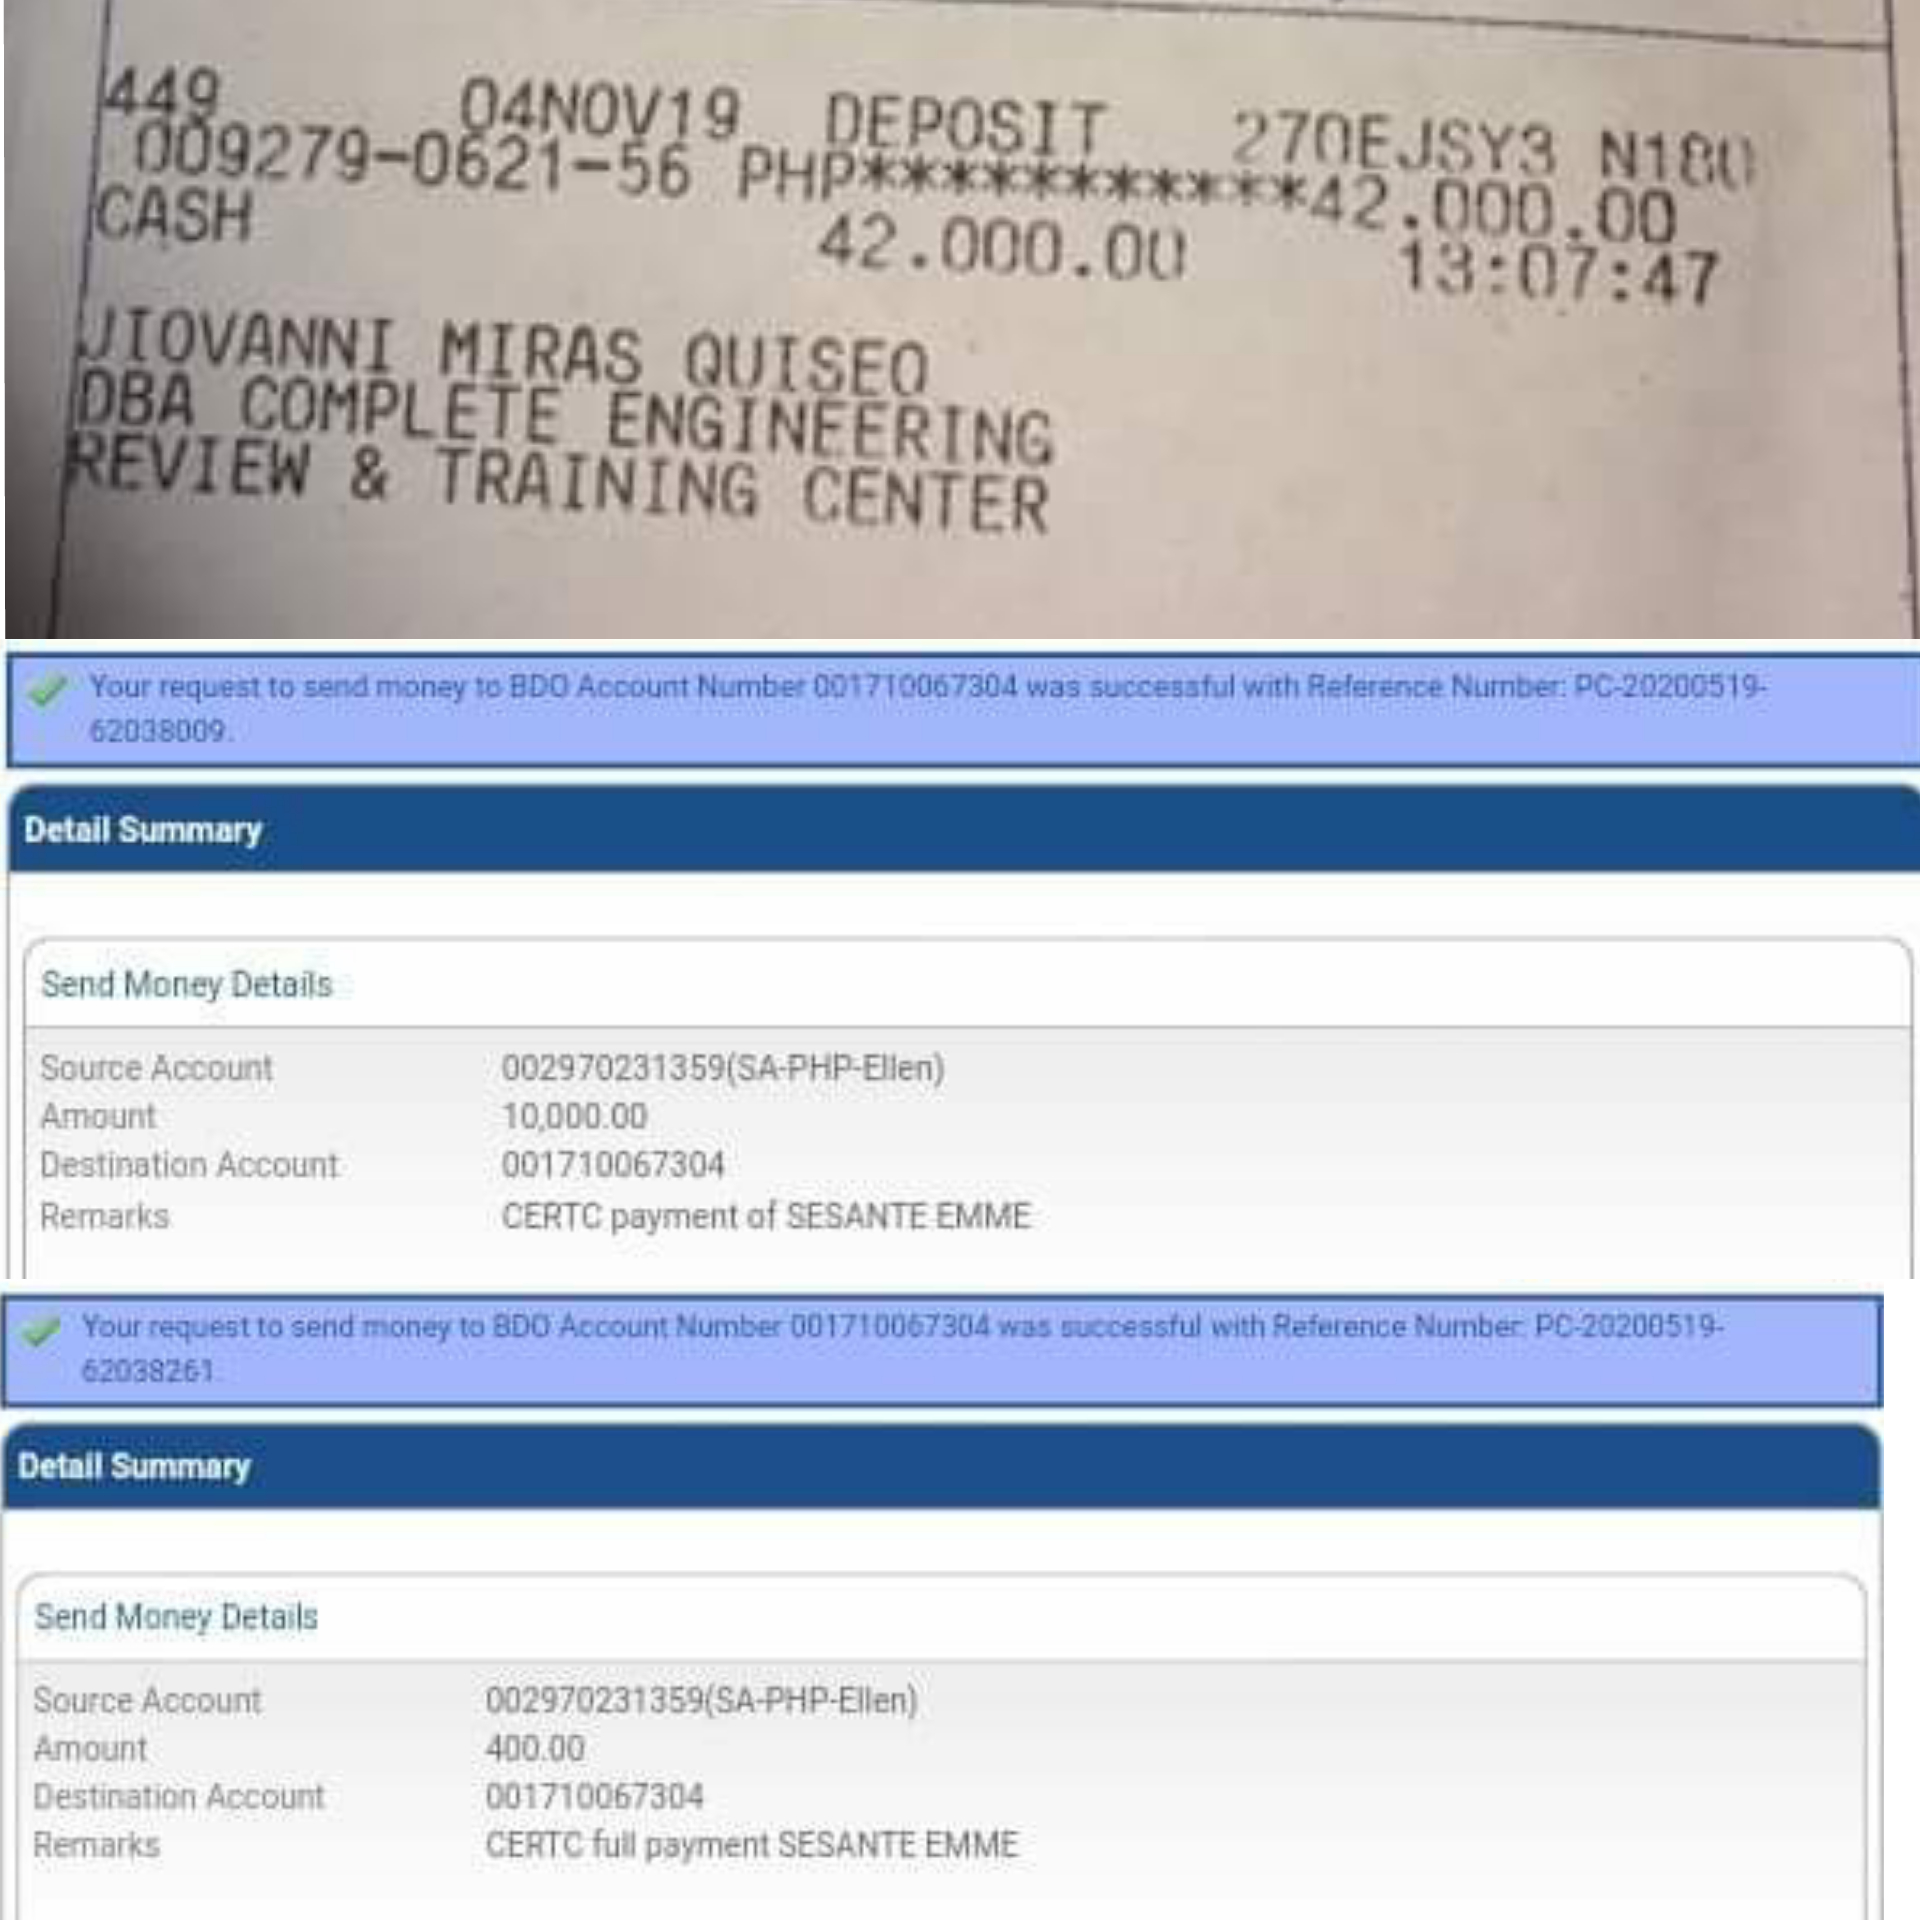 449 04NOV19 DEPOSIT 270EJSY3 N180
009279-0621-56 PHP************42.000.00
CASH 42.000.00 13:07:47
JIOVANNI MIRAS QUISEO
DBA COMPLETE ENGINEERING
REVIEW & TRAINING CENTER
Your request to send money to BDO Account Number 001710067304 was successful with Reference Number: PC-20200519-
62038009.
Detail Summary
Send Money Details
Source Account 002970231359(SA-PHP-Ellen)
Amount 10,000.00
Destination Account 001710067304
Remarks CERTC payment of SESANTE EMME
Your request to send money to BDO Account Number 001710067304 was successful with Reference Number: PC-20200519-
62038261.
Detail Summary
Send Money Details
Source Account 002970231359(SA-PHP-Ellen)
Amount 400.00
Destination Account 001710067304
Remarks CERTC full payment SESANTE EMME